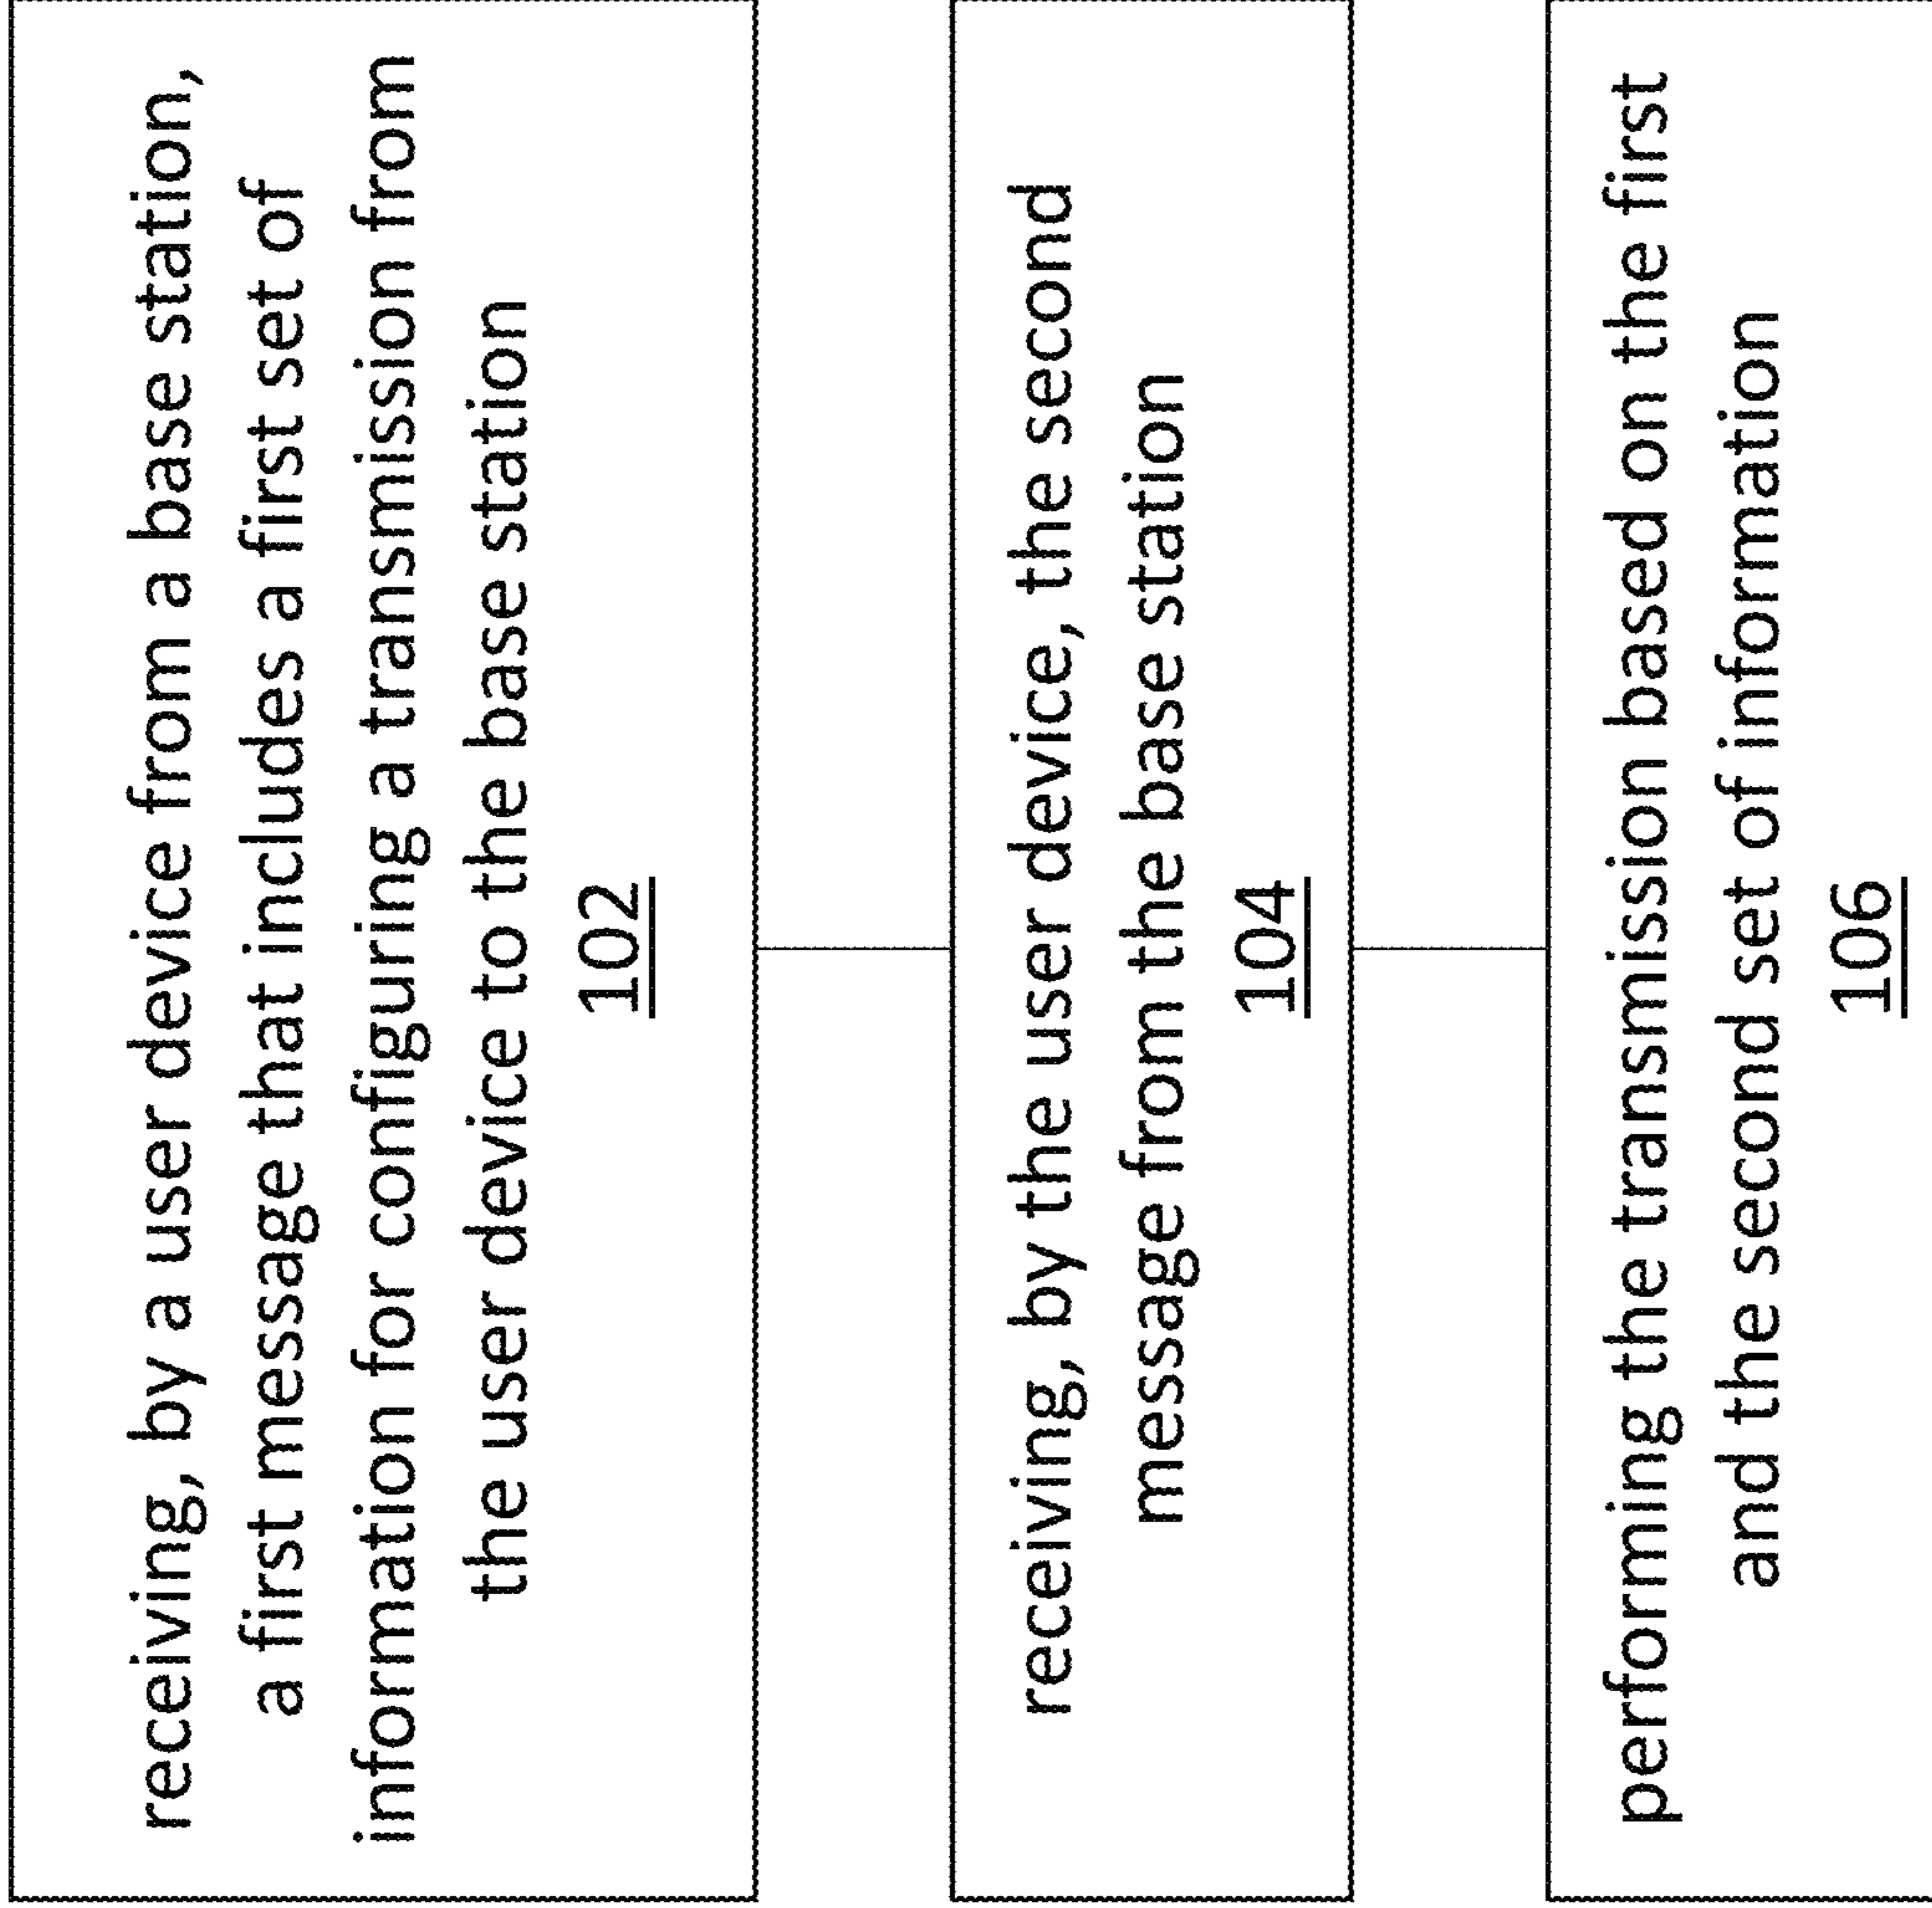 receiving, by a user device from a base station,
a first message that includes a first set of
information for configuring a transmission from
the user device to the base station
102
receiving, by the user device, the second
message from the base station
104
performing the transmission based on the first
and the second set of information
106